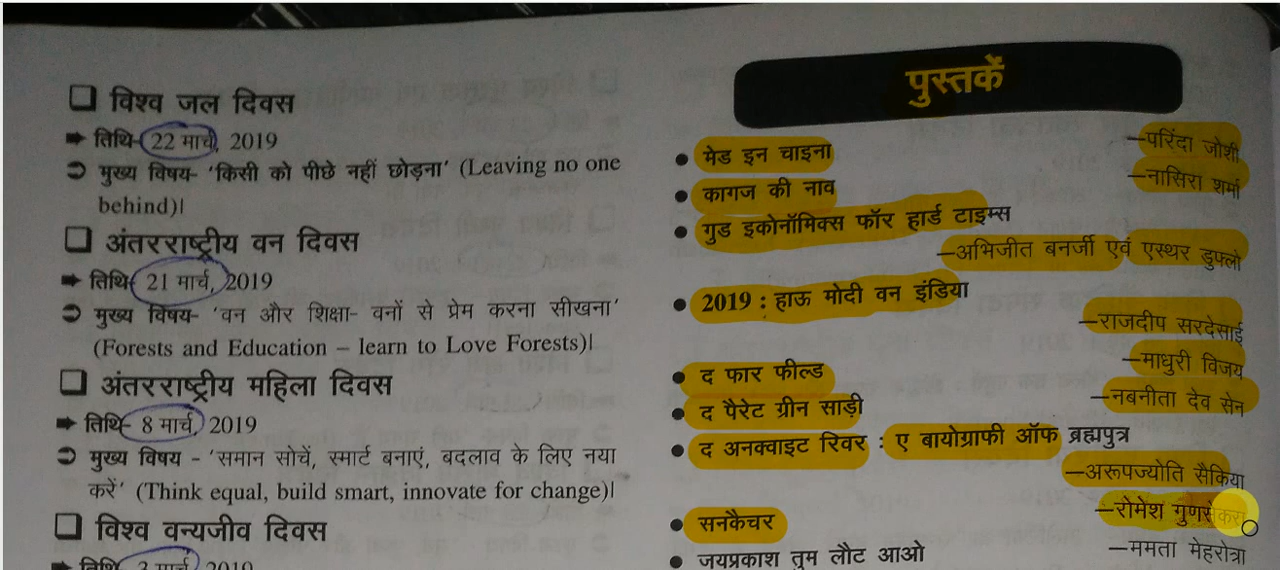 ❑ विश्व जल दिवस
➨ तिथि- 22 मार्च, 2019
➲ मुख्य विषय- 'किसी को पीछे नहीं छोड़ना' (Leaving no one
behind)।
❑ अंतरराष्ट्रीय वन दिवस
➨ तिथि- 21 मार्च, 2019
➲ मुख्य विषय- 'वन और शिक्षा- वनों से प्रेम करना सीखना'
(Forests and Education – learn to Love Forests)।
❑ अंतरराष्ट्रीय महिला दिवस
➨ तिथि- 8 मार्च, 2019
➲ मुख्य विषय - 'समान सोचें, स्मार्ट बनाएं, बदलाव के लिए नया
करें' (Think equal, build smart, innovate for change)।
❑ विश्व वन्यजीव दिवस
➨ तिथि- 3 मार्च, 2019
पुस्तकें
● मेड इन चाइना —परिंदा जोशी
● कागज की नाव —नासिरा शर्मा
● गुड इकोनॉमिक्स फॉर हार्ड टाइम्स
—अभिजीत बनर्जी एवं एस्थर डुफ्लो
● 2019 : हाऊ मोदी वन इंडिया
—राजदीप सरदेसाई
● द फार फील्ड —माधुरी विजय
● द पैरेट ग्रीन साड़ी —नबनीता देव सेन
● द अनक्वाइट रिवर : ए बायोग्राफी ऑफ ब्रह्मपुत्र
—अरूपज्योति सैकिया
● सनकैचर —रोमेश गुणसेकरा
● जयप्रकाश तुम लौट आओ —ममता मेहरोत्रा